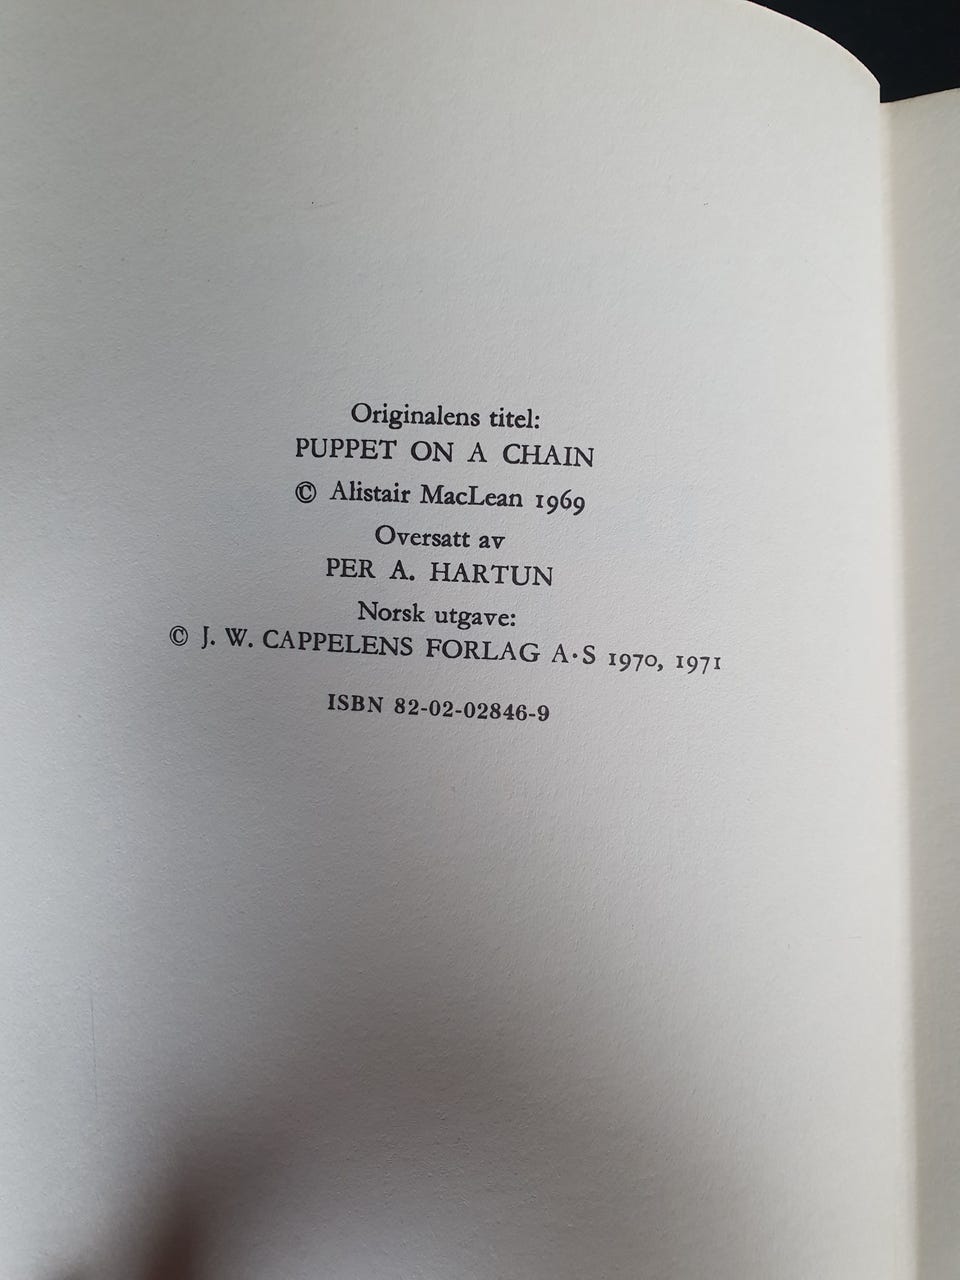 Originalens titel:
PUPPET ON A CHAIN
© Alistair MacLean 1969
Oversatt av
PER A. HARTUN
Norsk utgave:
© J. W. CAPPELENS FORLAG A·S 1970, 1971
ISBN 82-02-02846-9